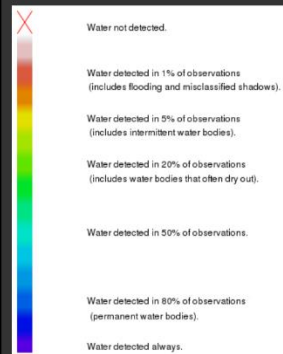 Water not detected.
Water detected in 1% of observations
(includes flooding and misclassified shadows).
Water detected in 5% of observations
(includes intermittent water bodies).
Water detected in 20% of observations
(includes water bodies that often dry out).
Water detected in 50% of observations.
Water detected in 80% of observations
(permanent water bodies).
Water detected always.